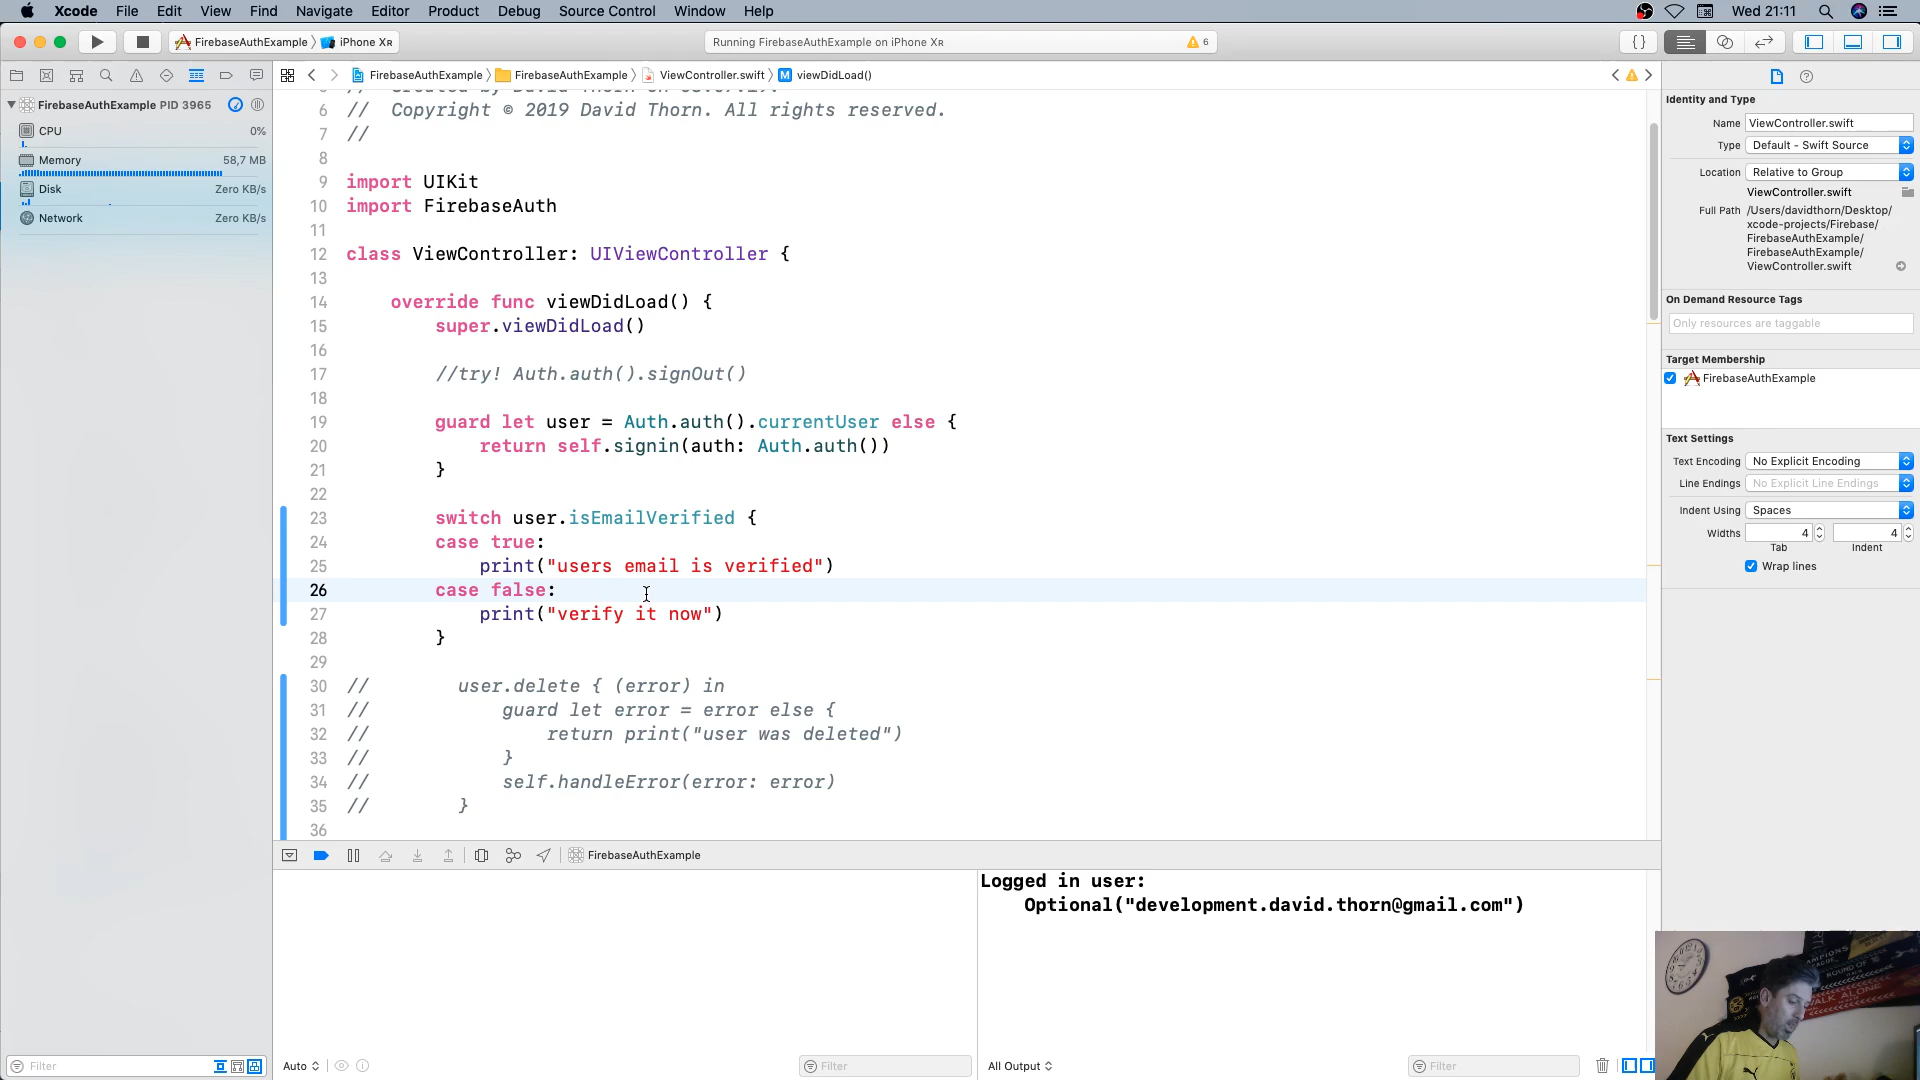 Xcode File Edit View Find Navigate Editor Product Debug Source Control Window Help
Wed 21:11
FirebaseAuthExample iPhone XR
Running FirebaseAuthExample on iPhone XR
6
FirebaseAuthExample FirebaseAuthExample ViewController.swift M viewDidLoad()
FirebaseAuthExample PID 3965
CPU 0%
Memory 58,7 MB
Disk Zero KB/s
Network Zero KB/s
6 // Copyright © 2019 David Thorn. All rights reserved.
7 //
8
9 import UIKit
10 import FirebaseAuth
11
12 class ViewController: UIViewController {
13
14 override func viewDidLoad() {
15 super.viewDidLoad()
16
17 //try! Auth.auth().signOut()
18
19 guard let user = Auth.auth().currentUser else {
20 return self.signin(auth: Auth.auth())
21 }
22
23 switch user.isEmailVerified {
24 case true:
25 print("users email is verified")
26 case false:
27 print("verify it now")
28 }
29
30 // user.delete { (error) in
31 // guard let error = error else {
32 // return print("user was deleted")
33 // }
34 // self.handleError(error: error)
35 // }
36
FirebaseAuthExample
Logged in user:
Optional("development.david.thorn@gmail.com")
Filter
Auto
Filter
All Output
Filter
Identity and Type
Name ViewController.swift
Type Default - Swift Source
Location Relative to Group
ViewController.swift
Full Path /Users/davidthorn/Desktop/
xcode-projects/Firebase/
FirebaseAuthExample/
FirebaseAuthExample/
ViewController.swift
On Demand Resource Tags
Only resources are taggable
Target Membership
FirebaseAuthExample
Text Settings
Text Encoding No Explicit Encoding
Line Endings No Explicit Line Endings
Indent Using Spaces
Widths 4 4
Tab Indent
Wrap lines
ROUND OF
WALK ALONE